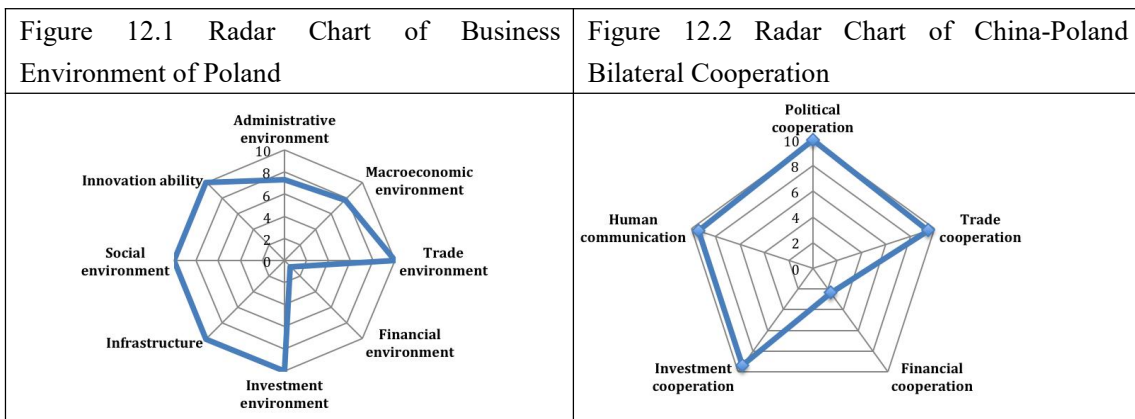 Figure 12.1 Radar Chart of Business
Environment of Poland
Figure 12.2 Radar Chart of China-Poland
Bilateral Cooperation
Administrative
environment
10
8
6
4
2
0
Macroeconomic
environment
Trade
environment
Financial
environment
Investment
environment
Infrastructure
Social
environment
Innovation ability
Political
cooperation
10
8
6
4
2
0
Trade
cooperation
Financial
cooperation
Investment
cooperation
Human
communication